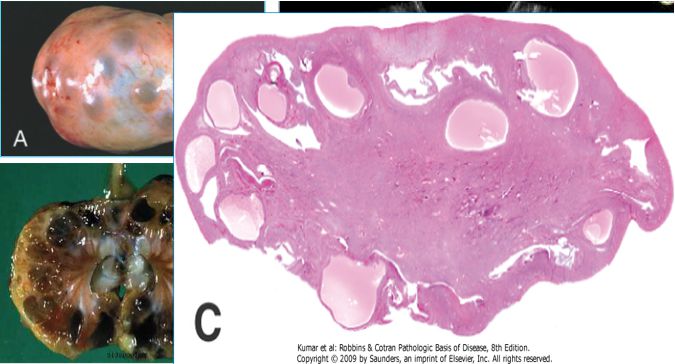 A
C
Kumar et al: Robbins & Cotran Pathologic Basis of Disease, 8th Edition.
Copyright © 2009 by Saunders, an imprint of Elsevier, Inc. All rights reserved.